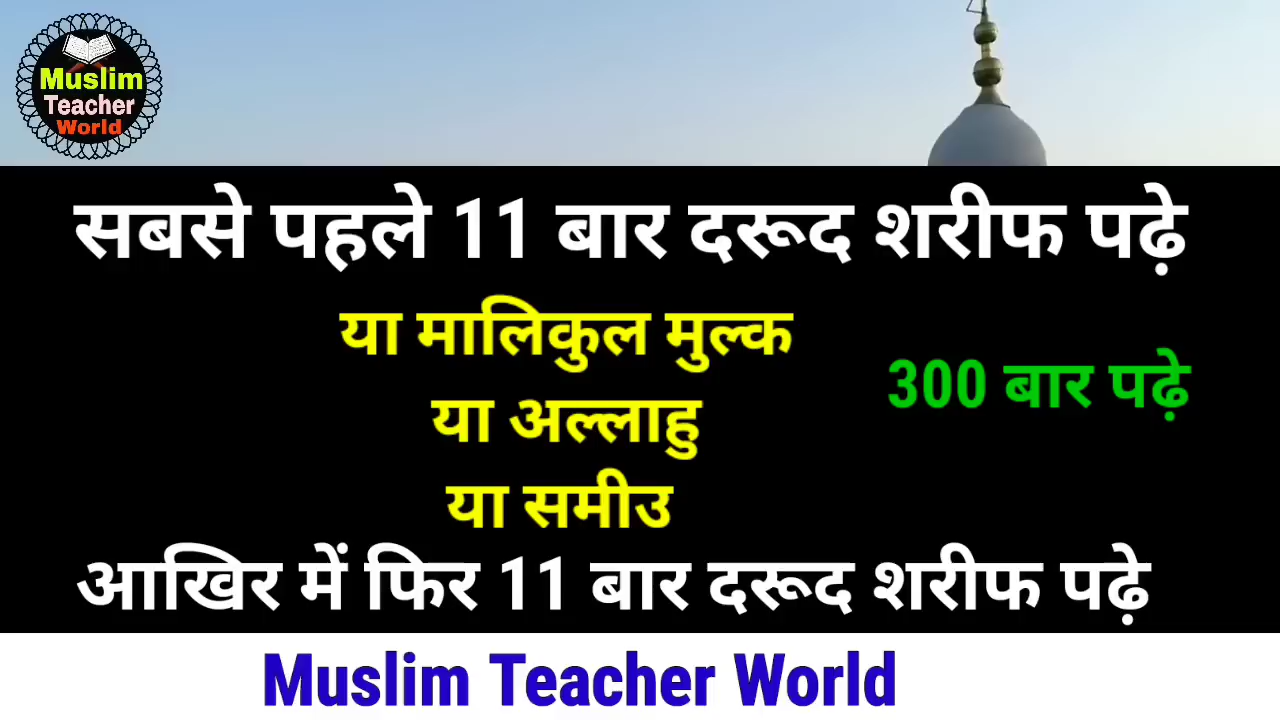 Muslim
Teacher
World
सबसे पहले 11 बार दरूद शरीफ पढ़े
या मालिकुल मुल्क
300 बार पढ़े
या अल्लाहु
या समीउ
आखिर में फिर 11 बार दरूद शरीफ पढ़े
Muslim Teacher World